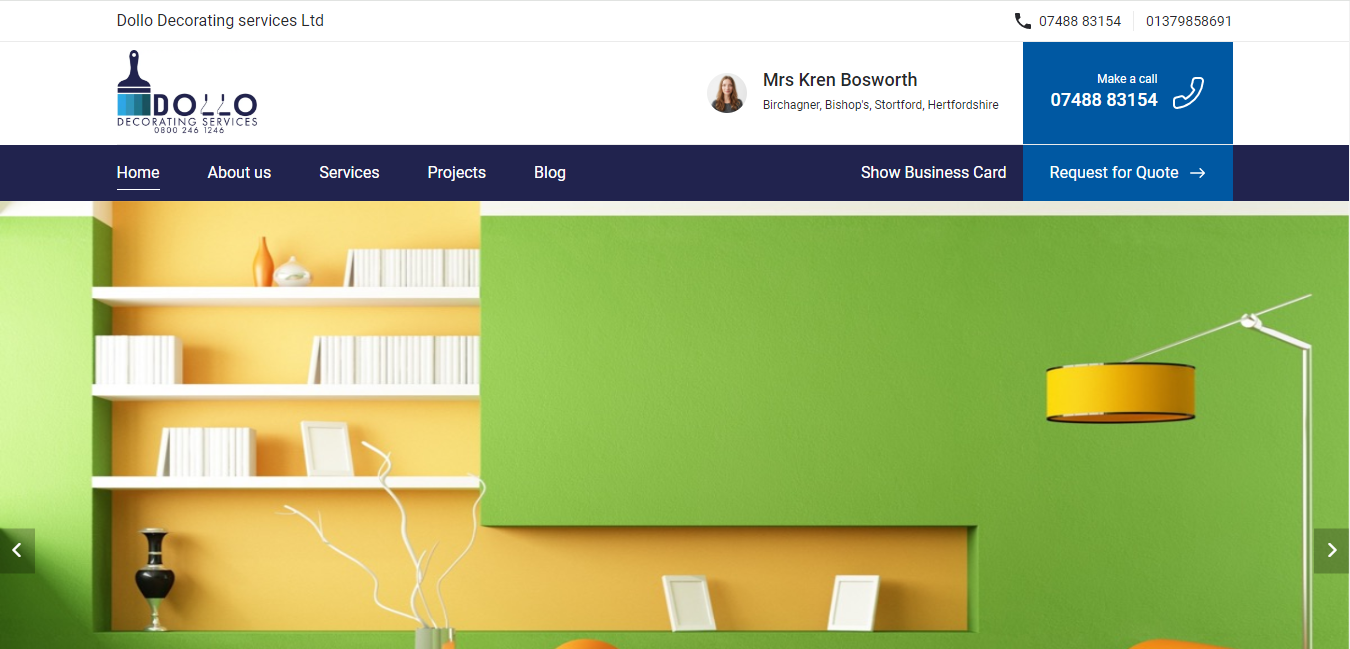 Dollo Decorating services Ltd
07488 83154
01379858691
DOLLO
DECORATING SERVICES
0800 246 1246
Mrs Kren Bosworth
Birchagner, Bishop's, Stortford, Hertfordshire
Make a call
07488 83154
Home
About us
Services
Projects
Blog
Show Business Card
Request for Quote